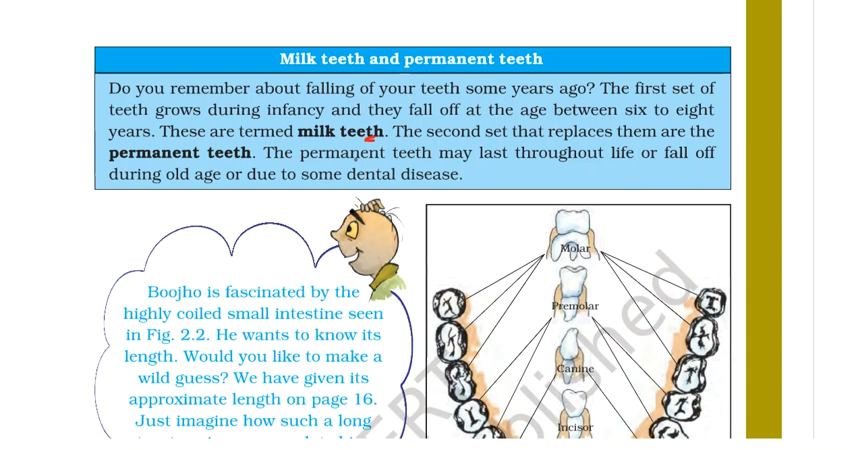 Milk teeth and permanent teeth
Do you remember about falling of your teeth some years ago? The first set of
teeth grows during infancy and they fall off at the age between six to eight
years. These are termed milk teeth. The second set that replaces them are the
permanent teeth. The permanent teeth may last throughout life or fall off
during old age or due to some dental disease.
Boojho is fascinated by the
highly coiled small intestine seen
in Fig. 2.2. He wants to know its
length. Would you like to make a
wild guess? We have given its
approximate length on page 16.
Just imagine how such a long
Molar
Premolar
Canine
Incisor